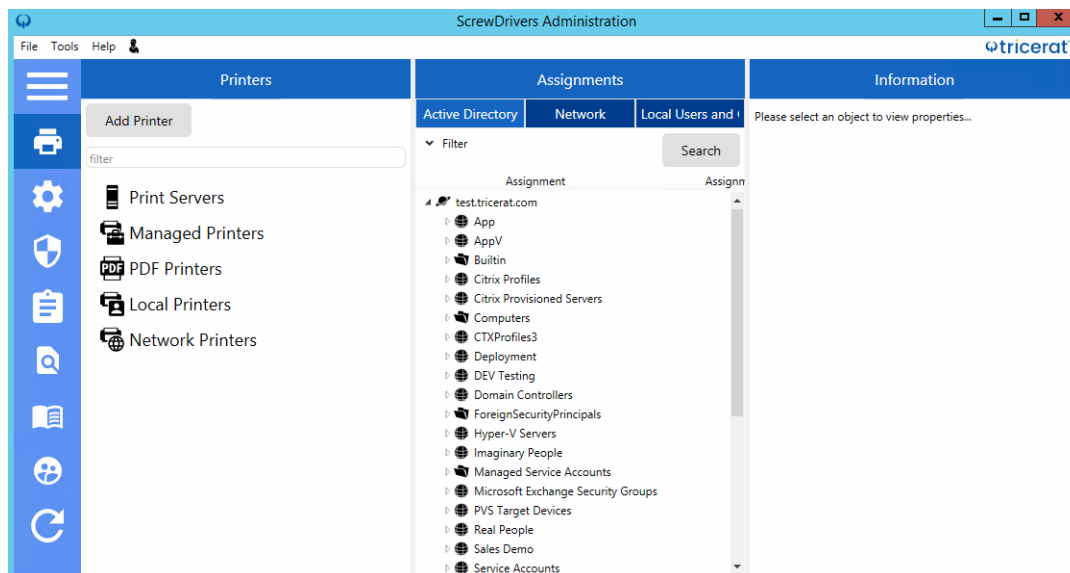 ScrewDrivers Administration
File Tools Help
tricerat
Printers
Add Printer
filter
Print Servers
Managed Printers
PDF
PDF Printers
Local Printers
Network Printers
Assignments
Active Directory Network Local Users and
Filter
Search
Assignment Assignm
test.tricerat.com
App
AppV
Builtin
Citrix Profiles
Citrix Provisioned Servers
Computers
CTXProfiles3
Deployment
DEV Testing
Domain Controllers
ForeignSecurityPrincipals
Hyper-V Servers
Imaginary People
Managed Service Accounts
Microsoft Exchange Security Groups
PVS Target Devices
Real People
Sales Demo
Service Accounts
Information
Please select an object to view properties...